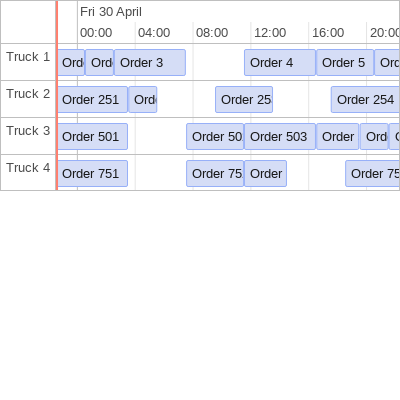 Fri 30 April
00:00 04:00 08:00 12:00 16:00 20:00
Truck 1 Ord Ord Order 3 Order 4 Order 5 Ord
Truck 2 Order 251 Ord Order 25 Order 254
Truck 3 Order 501 Order 50 Order 503 Order Ord
Truck 4 Order 751 Order 75 Order Order 75